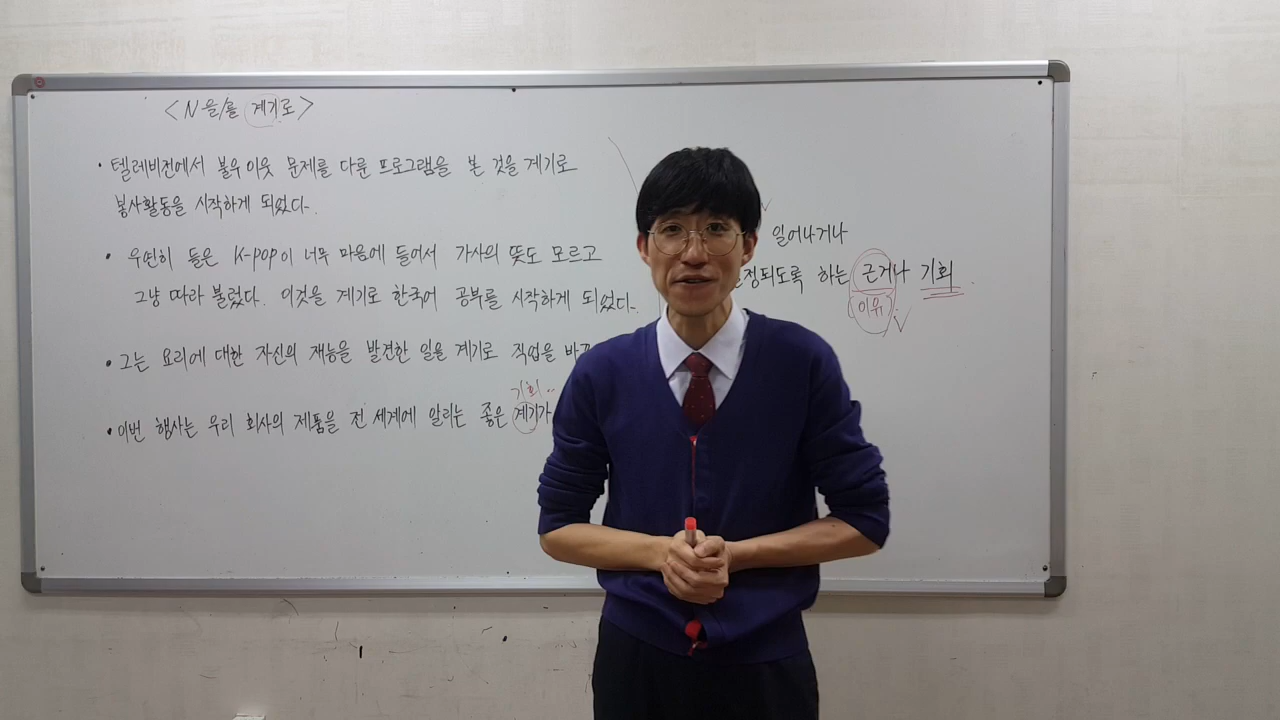 <N을/를 계기로>
• 텔레비전에서 불우이웃 문제를 다룬 프로그램을 본 것을 계기로
봉사활동을 시작하게 되었다.
• 우연히 들은 K-pop이 너무 마음에 들어서 가사의 뜻도 모르고
그냥 따라 불렀다. 이것을 계기로 한국어 공부를 시작하게 되었다.
• 그는 요리에 대한 자신의 재능을 발견한 일을 계기로 직업을
기회..
• 이번 행사는 우리 회사의 제품을 전 세계에 알리는 좋은 계기가
일어나거나
하는 근거나 기회.
이유